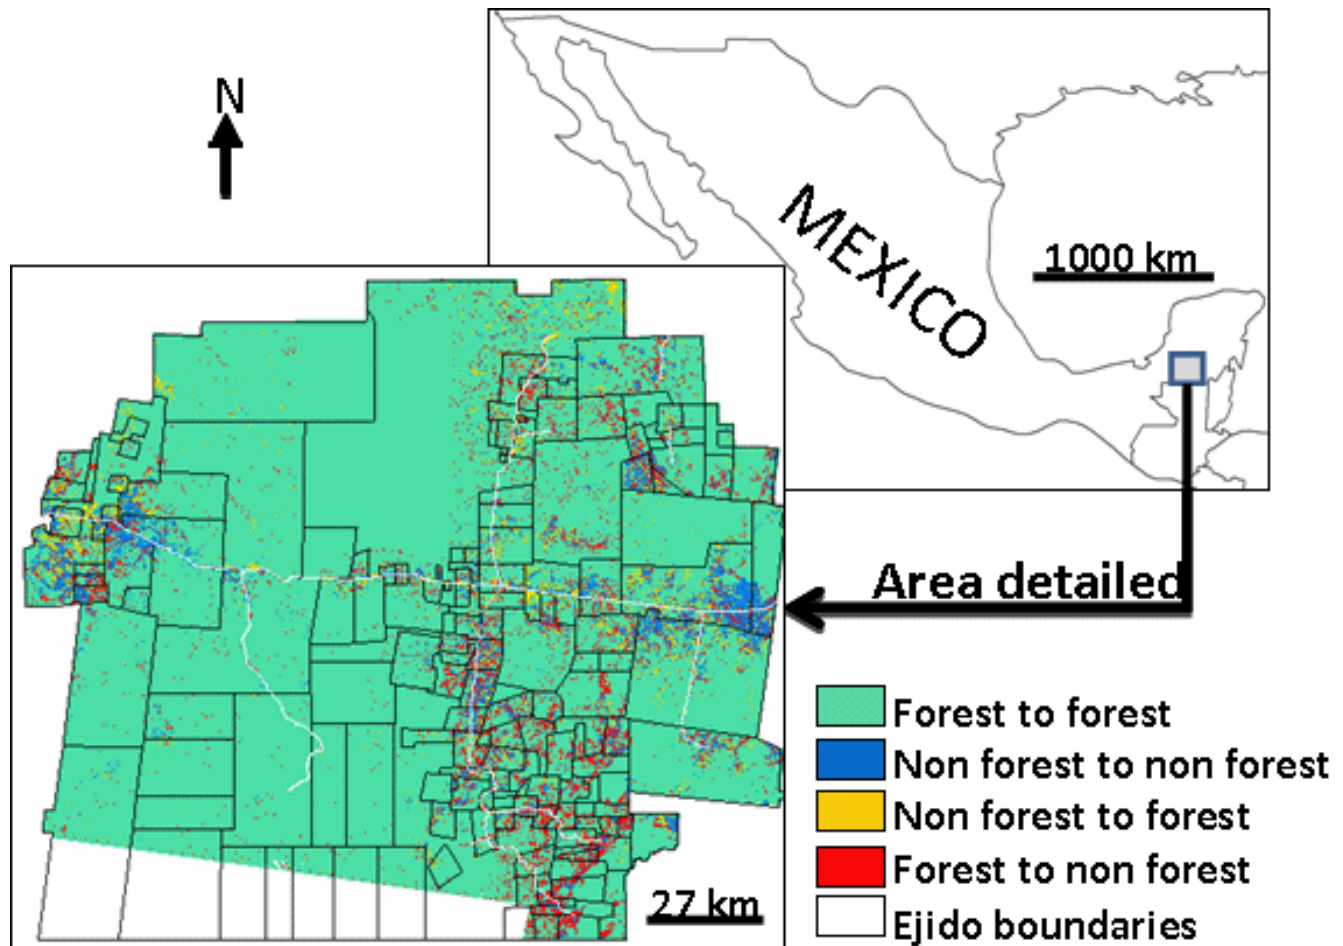 N
MEXICO
1000 km
Area detailed
Forest to forest
Non forest to non forest
Non forest to forest
Forest to non forest
Ejido boundaries
27 km